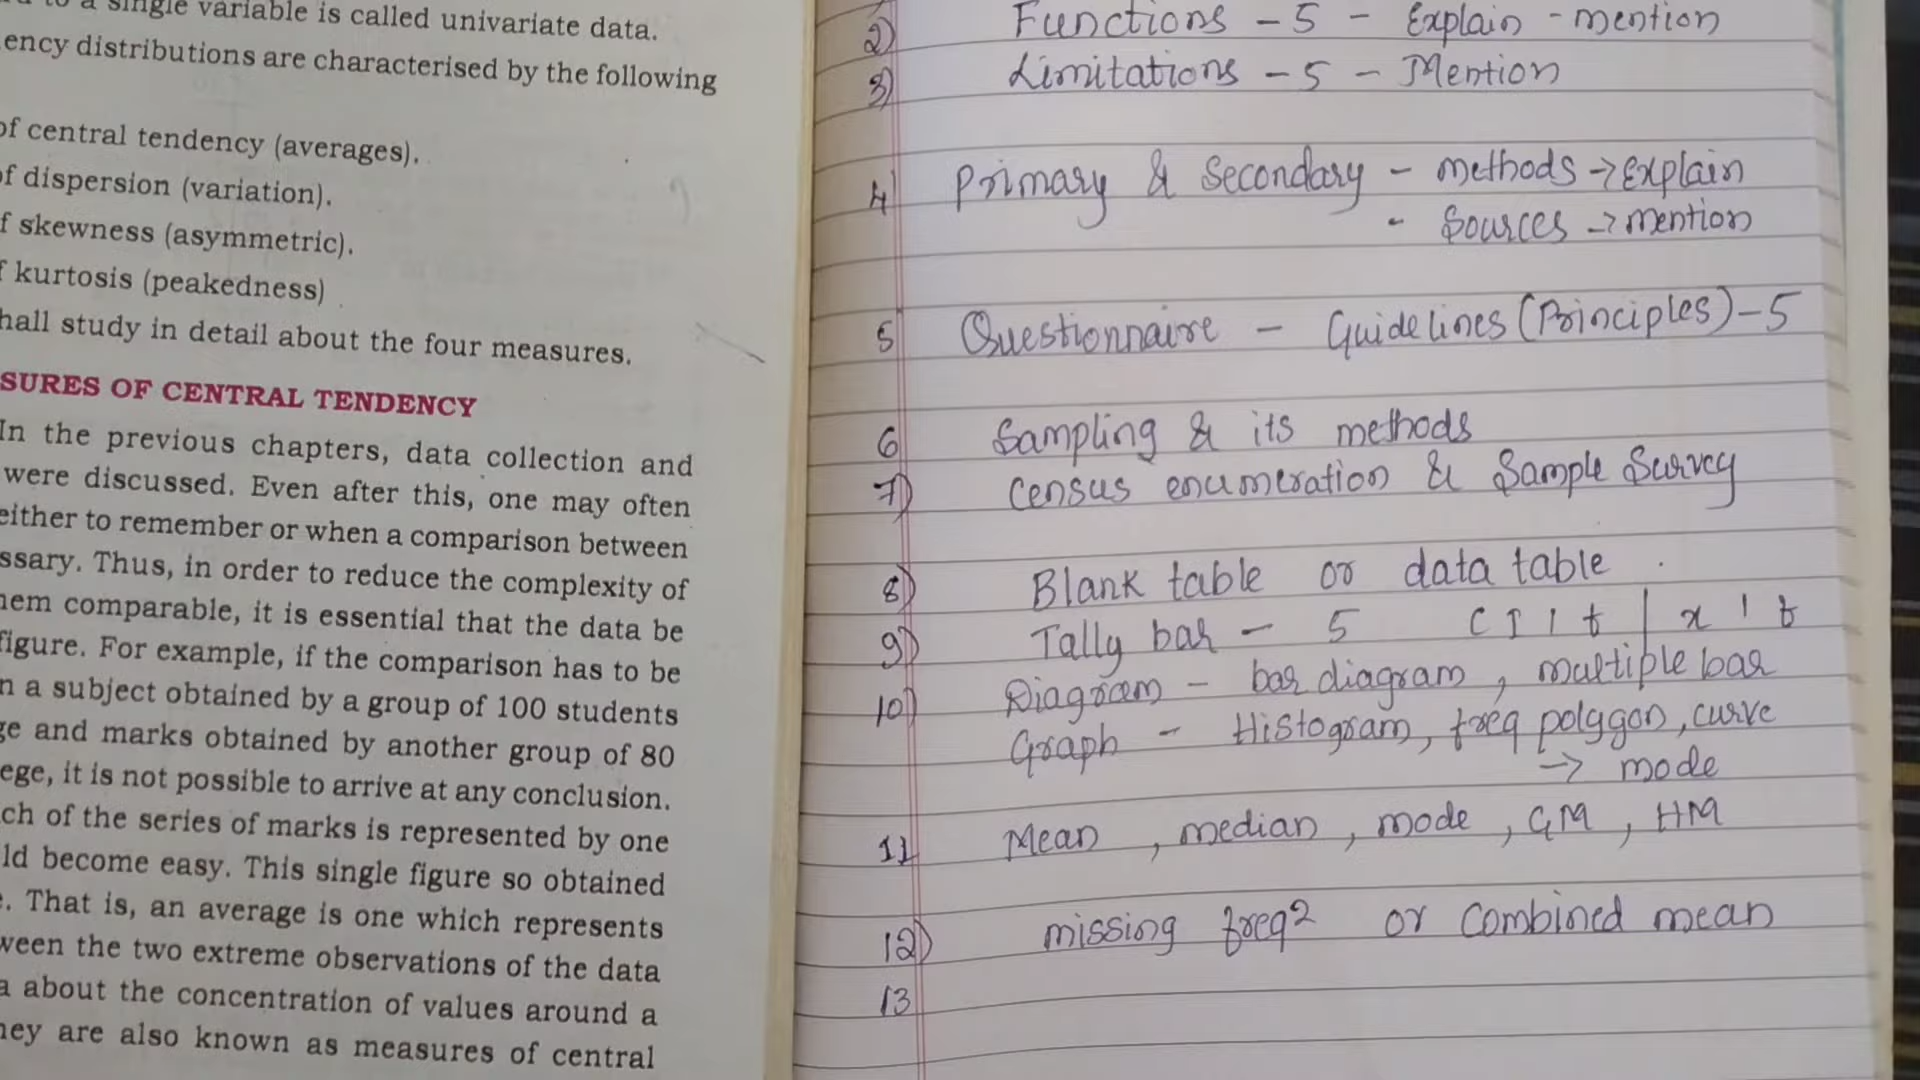 a single variable is called univariate data.
ency distributions are characterised by the following
of central tendency (averages).
of dispersion (variation).
f skewness (asymmetric).
f kurtosis (peakedness)
hall study in detail about the four measures.
SURES OF CENTRAL TENDENCY
In the previous chapters, data collection and
were discussed. Even after this, one may often
either to remember or when a comparison between
ssary. Thus, in order to reduce the complexity of
hem comparable, it is essential that the data be
figure. For example, if the comparison has to be
n a subject obtained by a group of 100 students
ge and marks obtained by another group of 80
ege, it is not possible to arrive at any conclusion.
ch of the series of marks is represented by one
ld become easy. This single figure so obtained
. That is, an average is one which represents
ween the two extreme observations of the data
a about the concentration of values around a
hey are also known as measures of central
2) Functions - 5 - Explain - mention
3) Limitations - 5 - Mention
4 Primary & Secondary - methods → Explain
- Sources → mention
5 Questionnaire - Guidelines (Principles) - 5
6 Sampling & its methods
7) Census enumeration & Sample Survey
8) Blank table or data table
9) Tally bar - 5 CI | f | x | f
10) Diagram - bar diagram, multiple bar
Graph - Histogram, freq polygon, curve
→ mode
11 Mean, median, mode, GM, HM
12) missing freq² or Combined mean
13